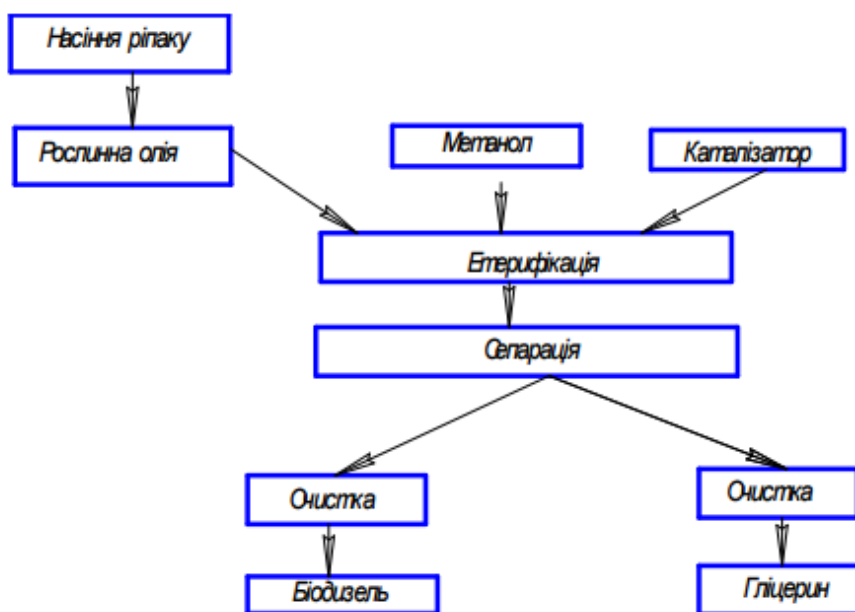 Насіння ріпаку
Рослинна олія
Метанол
Каталізатор
Етерифікація
Сепарація
Очистка
Очистка
Біодизель
Гліцерин